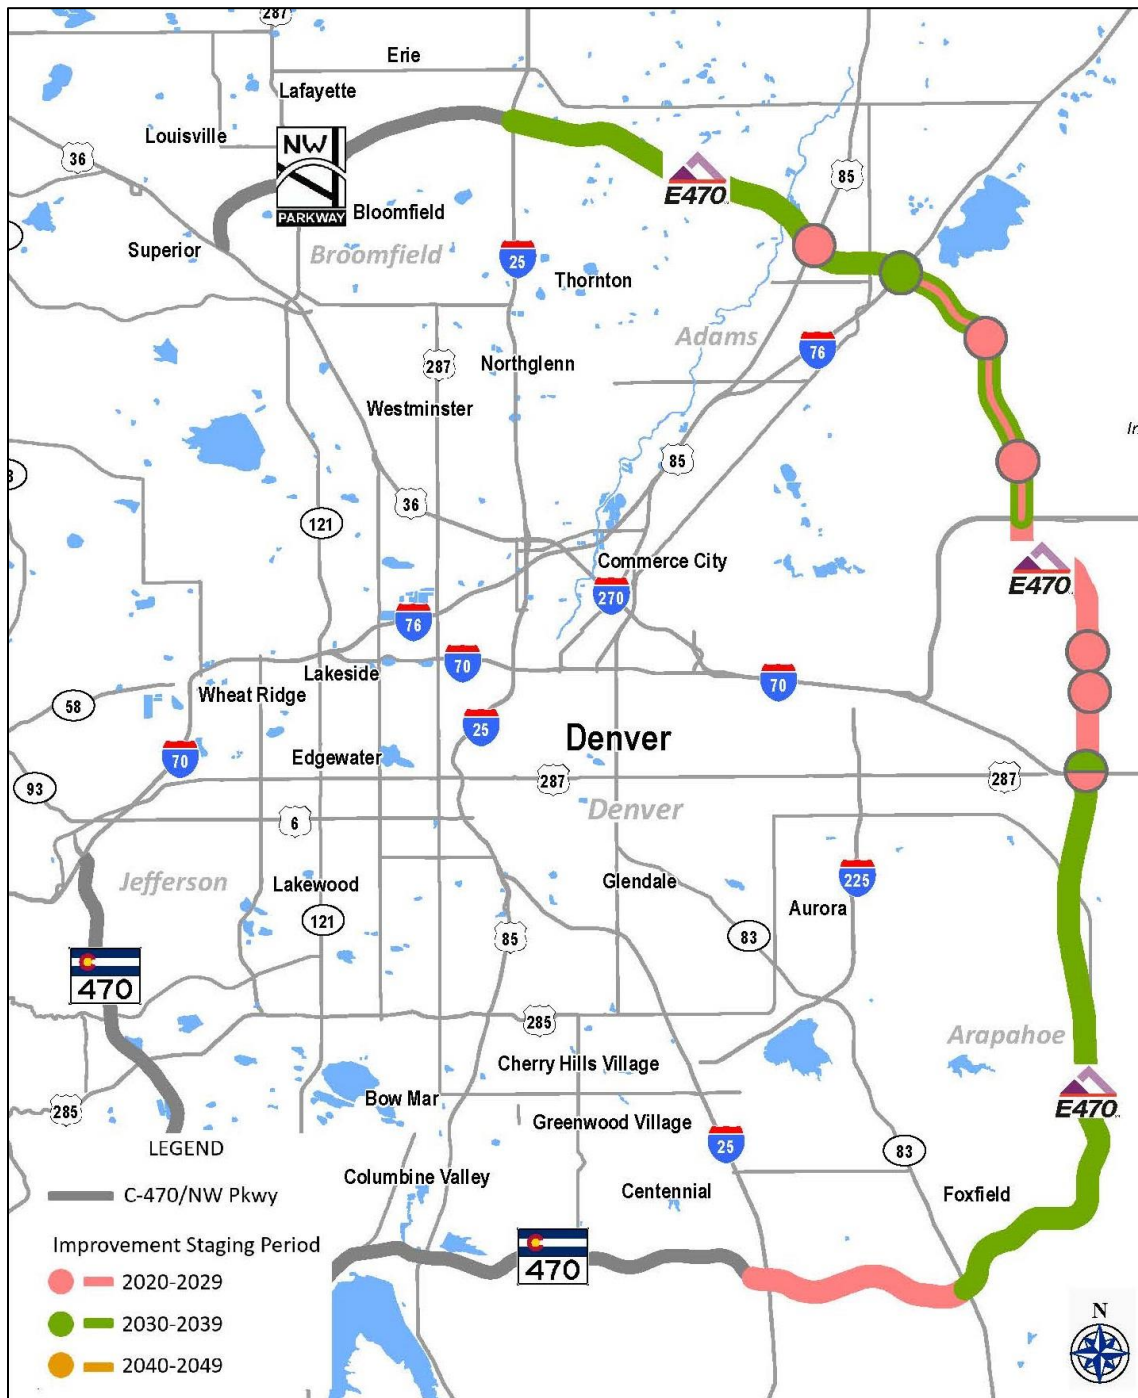 287
Erie
Lafayette
Louisville
NW
PARKWAY
36
85
E470
Bloomfield
Superior
Broomfield
25
Thornton
Adams
76
287
Northglenn
Westminster
In
85
36
121
Commerce City
E470
270
76
70
Lakeside
70
Wheat Ridge
58
25
Denver
70
Edgewater
93
287
287
Denver
6
Jefferson
Lakewood
Glendale
225
121
Aurora
85
83
470
285
Arapahoe
Cherry Hills Village
Bow Mar
E470
285
Greenwood Village
25
LEGEND
83
Columbine Valley
Centennial
Foxfield
C-470/NW Pkwy
Improvement Staging Period
470
2020-2029
2030-2039
2040-2049
N